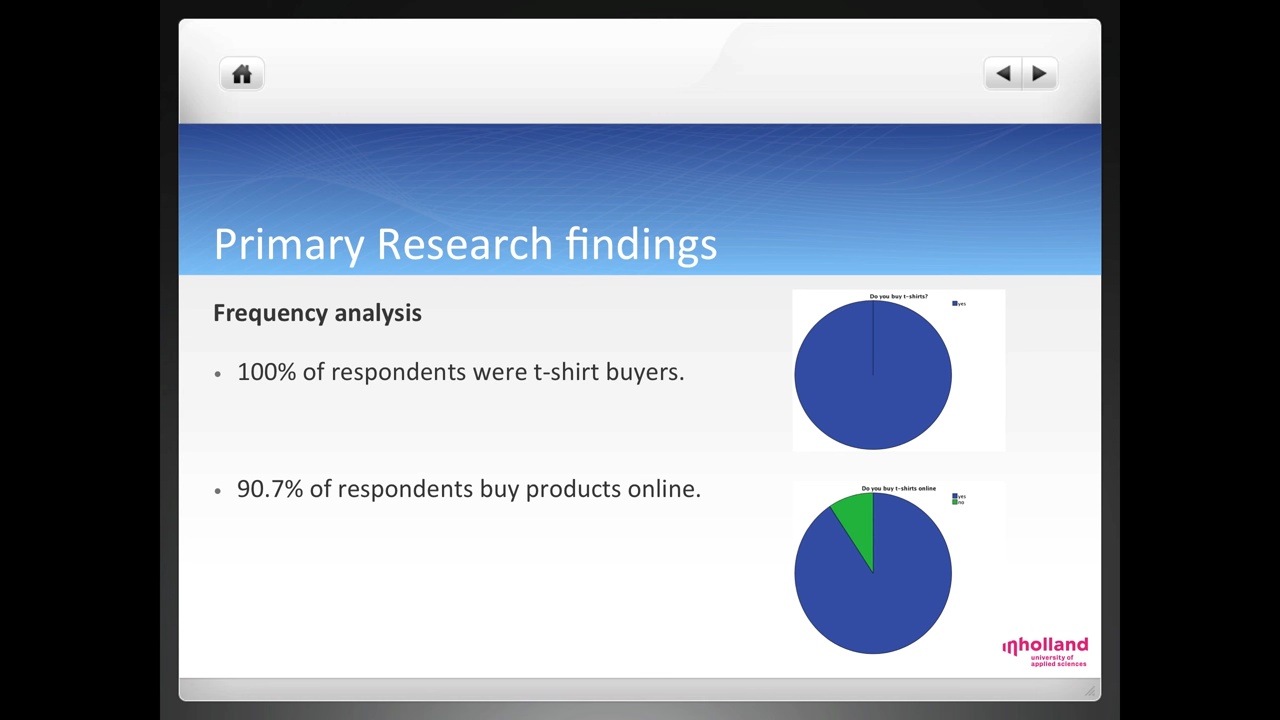 Primary Research findings
Frequency analysis
• 100% of respondents were t-shirt buyers.
• 90.7% of respondents buy products online.
Do you buy t-shirts?
yes
Do you buy t-shirts online
yes
no
inholland
university of
applied sciences